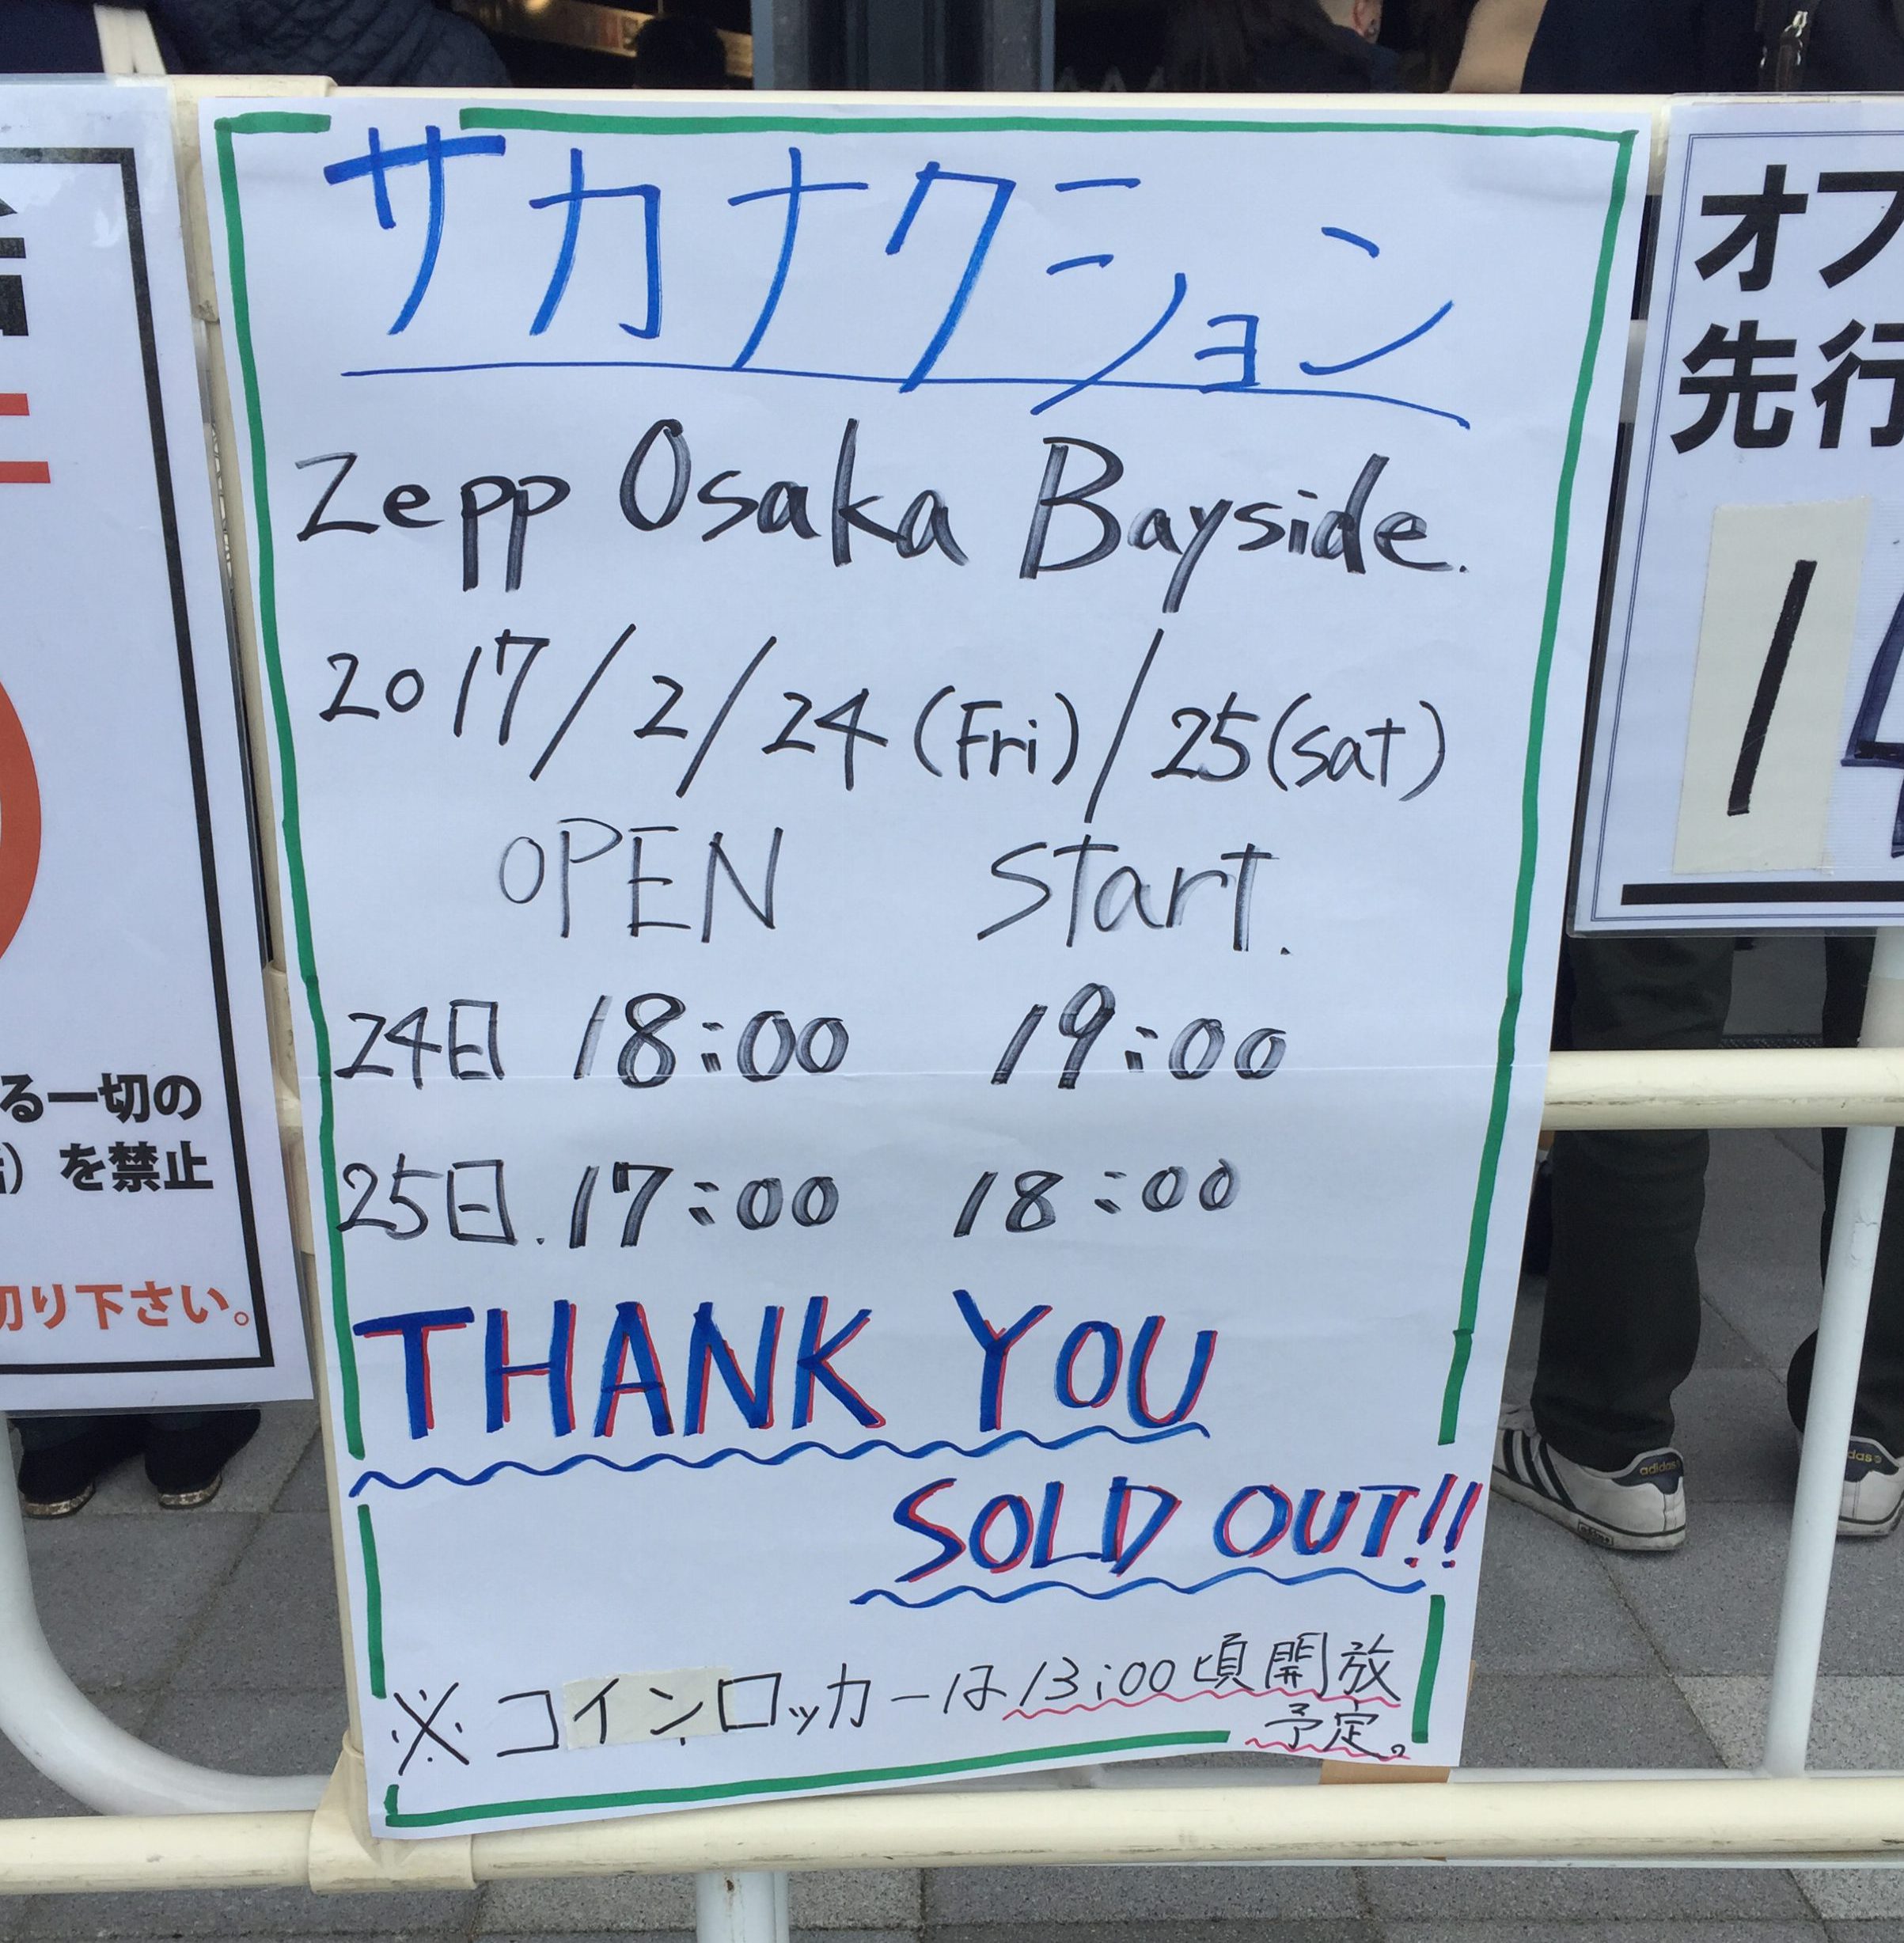 サカナクション
Zepp Osaka Bayside.
2017/2/24(Fri)/25(sat)
OPEN Start.
24日 18:00 19:00
25日. 17:00 18:00
THANK YOU
SOLD OUT!!
※コインロッカーは13:00頃開放
予定。
る一切の
を禁止
切り下さい。
オフ
先行
1
adidas
adidas